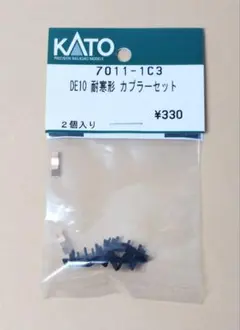 KATO
PRECISION RAILROAD MODELS
7011-1C3
DE10 耐寒形 カプラーセット
¥330
2個入り